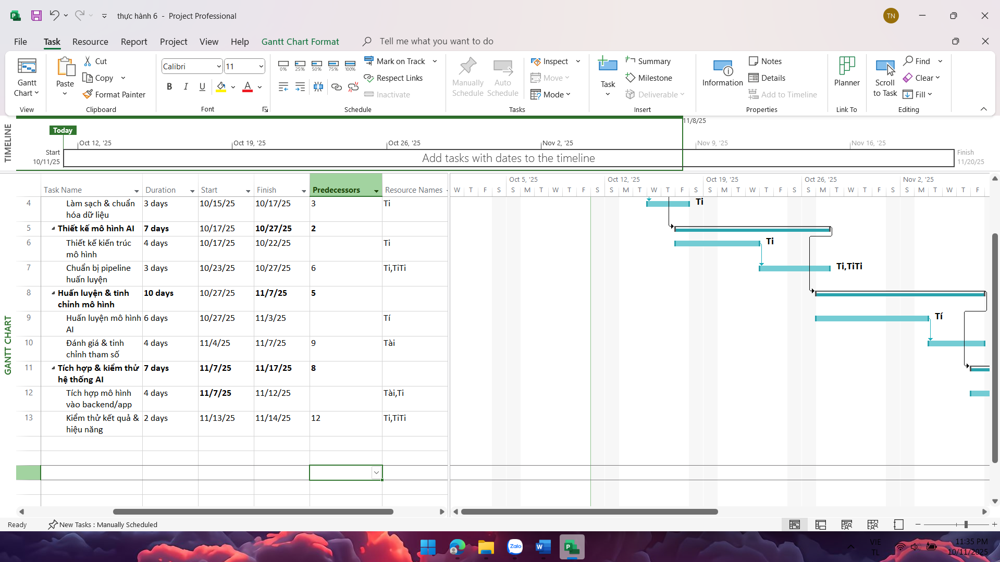 thực hành 6 - Project Professional
TN
File Task Resource Report Project View Help Gantt Chart Format Tell me what you want to do
Gantt Chart
View
Paste
Cut
Copy
Format Painter
Clipboard
Calibri 11
B I U A
Font
0% 25% 50% 75% 100%
Mark on Track
Respect Links
Inactivate
Schedule
Manually Schedule
Auto Schedule
Inspect
Move
Mode
Tasks
Task
Summary
Milestone
Deliverable
Insert
Information
Notes
Details
Add to Timeline
Properties
Planner
Link To
Scroll to Task
Find
Clear
Fill
Editing
TIMELINE
Today
11/8/25
Oct 12, '25 Oct 19, '25 Oct 26, '25 Nov 2, '25 Nov 9, '25 Nov 16, '25
Start
10/11/25
Add tasks with dates to the timeline
Finish
11/20/25
GANTT CHART
Task Name Duration Start Finish Predecessors Resource Names
4 Làm sạch & chuẩn hóa dữ liệu 3 days 10/15/25 10/17/25 3 Ti
5 Thiết kế mô hình AI 7 days 10/17/25 10/27/25 2
6 Thiết kế kiến trúc mô hình 4 days 10/17/25 10/22/25 Ti
7 Chuẩn bị pipeline huấn luyện 3 days 10/23/25 10/27/25 6 Ti,TiTi
8 Huấn luyện & tinh chỉnh mô hình 10 days 10/27/25 11/7/25 5
9 Huấn luyện mô hình AI 6 days 10/27/25 11/3/25 Tí
10 Đánh giá & tinh chỉnh tham số 4 days 11/4/25 11/7/25 9 Tài
11 Tích hợp & kiểm thử hệ thống AI 7 days 11/7/25 11/17/25 8
12 Tích hợp mô hình vào backend/app 4 days 11/7/25 11/12/25 Tài,Ti
13 Kiểm thử kết quả & hiệu năng 2 days 11/13/25 11/14/25 12 Ti,TiTi
Oct 5, '25 Oct 12, '25 Oct 19, '25 Oct 26, '25 Nov 2, '25
W T F S S M T W T F S S M T W T F S S M T W T F S S M T W T F S S M T W T F
Ti
Ti
Ti,TiTi
Tí
Ready New Tasks : Manually Scheduled
Zalo
VIE
TL
11:35 PM
10/11/2025